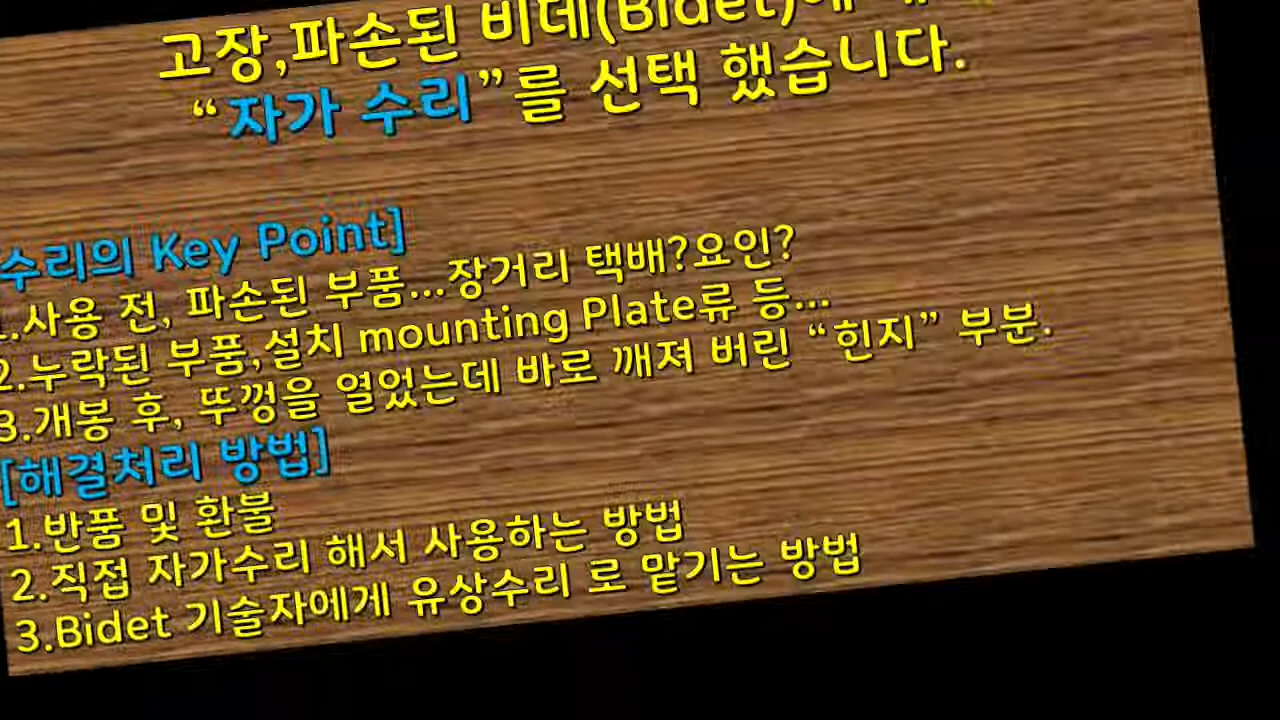 고장,파손된 비데(Bidet)에
“자가 수리”를 선택 했습니다.
수리의 Key Point]
1.사용 전, 파손된 부품...장거리 택배?요인?
2.누락된 부품,설치 mounting Plate류 등...
3.개봉 후, 뚜껑을 열었는데 바로 깨져 버린 “힌지” 부분.
[해결처리 방법]
1.반품 및 환불
2.직접 자가수리 해서 사용하는 방법
3.Bidet 기술자에게 유상수리 로 맡기는 방법